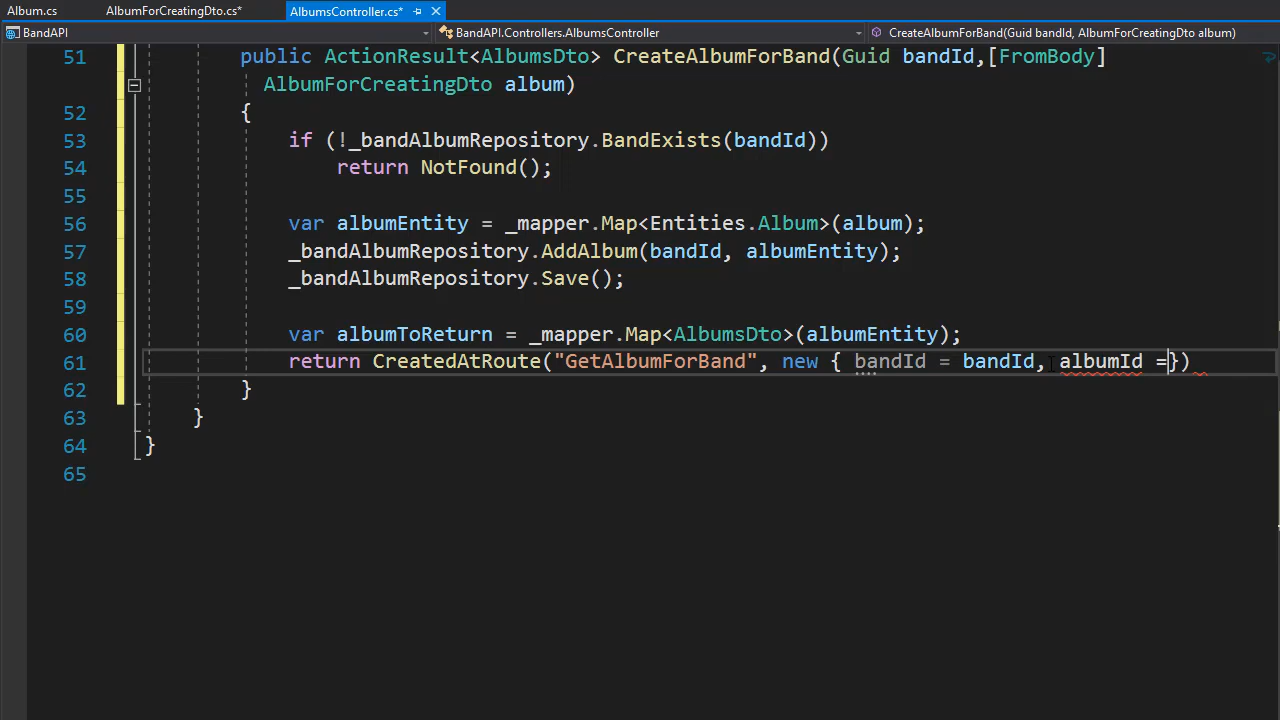 Album.cs AlbumForCreatingDto.cs* AlbumsController.cs*
BandAPI BandAPI.Controllers.AlbumsController CreateAlbumForBand(Guid bandId, AlbumForCreatingDto album)
51 public ActionResult<AlbumsDto> CreateAlbumForBand(Guid bandId,[FromBody]
AlbumForCreatingDto album)
52 {
53 if (!_bandAlbumRepository.BandExists(bandId))
54 return NotFound();
55
56 var albumEntity = _mapper.Map<Entities.Album>(album);
57 _bandAlbumRepository.AddAlbum(bandId, albumEntity);
58 _bandAlbumRepository.Save();
59
60 var albumToReturn = _mapper.Map<AlbumsDto>(albumEntity);
61 return CreatedAtRoute("GetAlbumForBand", new { bandId = bandId, albumId =})
62 }
63 }
64 }
65